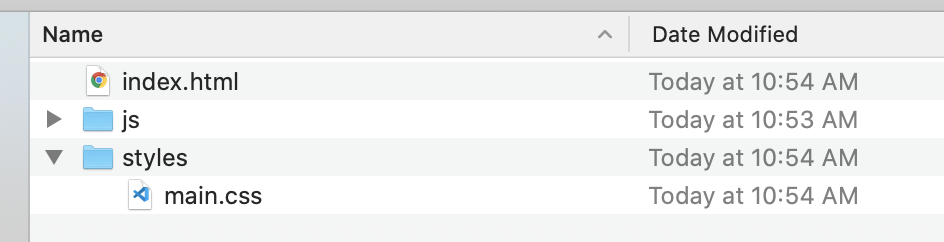 Name Date Modified
index.html Today at 10:54 AM
js Today at 10:53 AM
styles Today at 10:54 AM
main.css Today at 10:54 AM